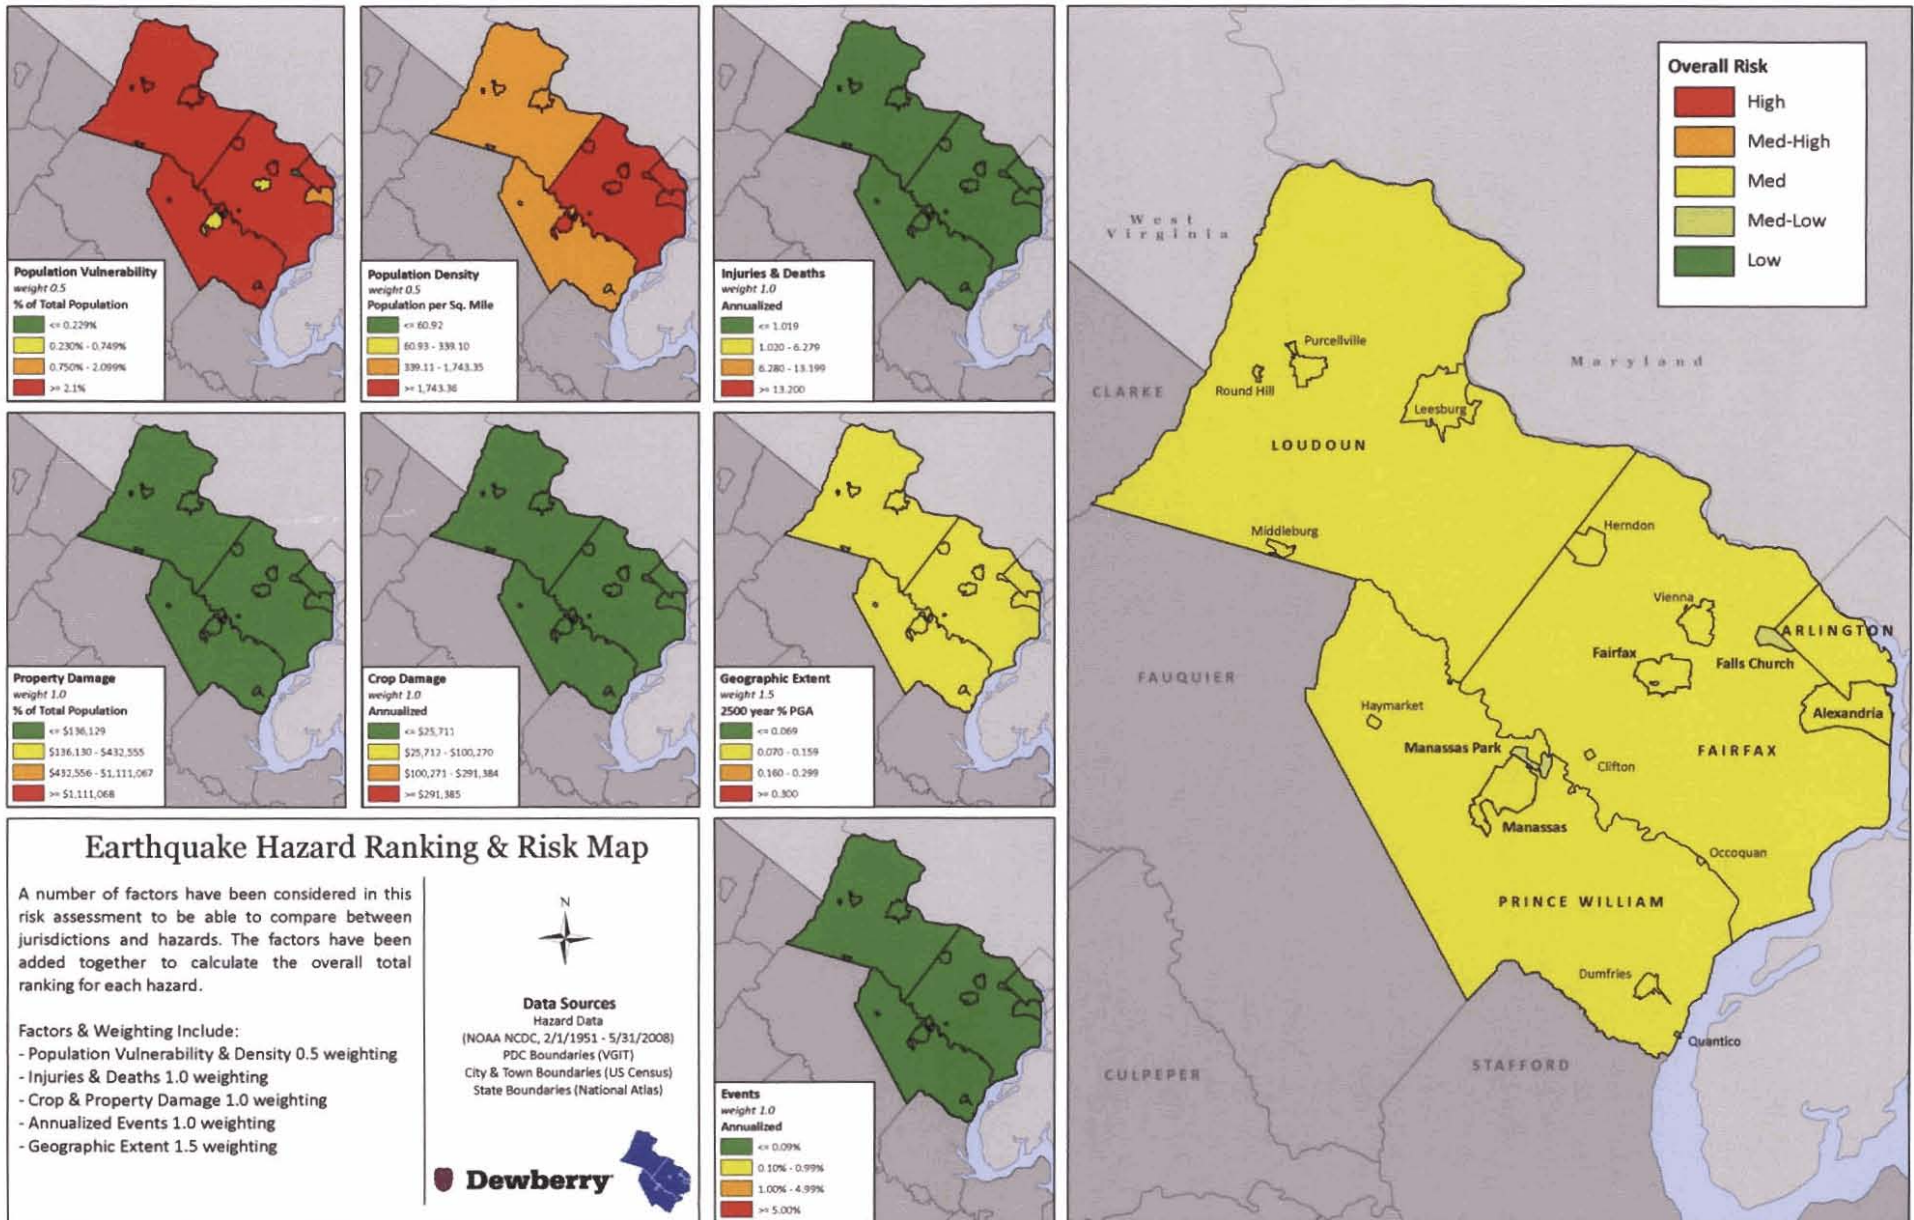 Population Vulnerability
weight 0.5
% of Total Population
<= 0.229%
0.230% - 0.749%
0.750% - 2.099%
>= 2.1%
Population Density
weight 0.5
Population per Sq. Mile
<= 60.92
60.93 - 339.10
339.11 - 1,743.35
>= 1,743.36
Injuries & Deaths
weight 1.0
Annualized
<= 1.019
1.020 - 6.279
6.280 - 13.199
>= 13.200
Property Damage
weight 1.0
% of Total Population
<= $136,129
$136,130 - $432,555
$432,556 - $1,111,067
>= $1,111,068
Crop Damage
weight 1.0
Annualized
<= $25,711
$25,712 - $100,270
$100,271 - $291,384
>= $291,385
Geographic Extent
weight 1.5
2500 year % PGA
<= 0.069
0.070 - 0.159
0.160 - 0.299
>= 0.300
Earthquake Hazard Ranking & Risk Map
A number of factors have been considered in this
risk assessment to be able to compare between
jurisdictions and hazards. The factors have been
added together to calculate the overall total
ranking for each hazard.
Factors & Weighting Include:
- Population Vulnerability & Density 0.5 weighting
- Injuries & Deaths 1.0 weighting
- Crop & Property Damage 1.0 weighting
- Annualized Events 1.0 weighting
- Geographic Extent 1.5 weighting
N
Data Sources
Hazard Data
(NOAA NCDC, 2/1/1951 - 5/31/2008)
PDC Boundaries (VGIT)
City & Town Boundaries (US Census)
State Boundaries (National Atlas)
Dewberry
Events
weight 1.0
Annualized
<= 0.09%
0.10% - 0.99%
1.00% - 4.99%
>= 5.00%
Overall Risk
High
Med-High
Med
Med-Low
Low
West
Virginia
Maryland
CLARKE
Purcellville
Round Hill
Leesburg
LOUDOUN
Middleburg
Herndon
Vienna
ARLINGTON
Fairfax
Falls Church
FAUQUIER
Haymarket
Alexandria
Manassas Park
FAIRFAX
Clifton
Manassas
Occoquan
PRINCE WILLIAM
Dumfries
Quantico
STAFFORD
CULPEPER